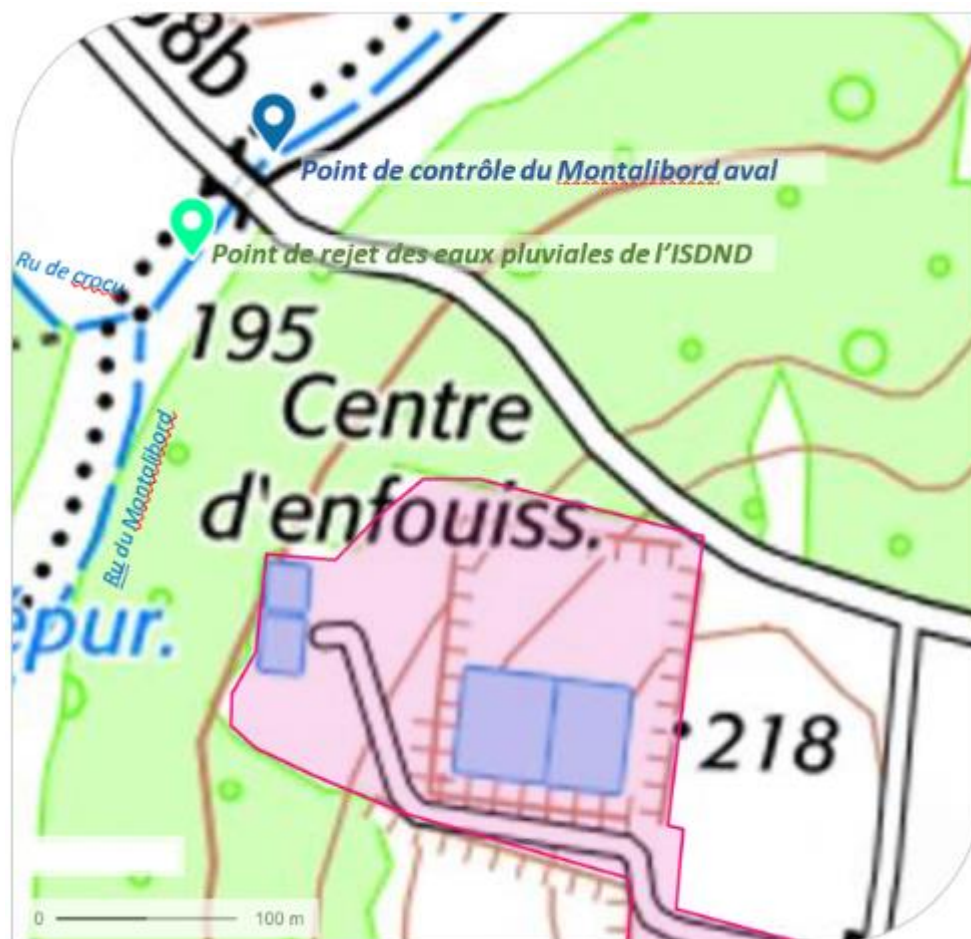 08b
Point de contrôle du Montalibord aval
Point de rejet des eaux pluviales de l'ISDND
Ru de crocu
195
Centre
d'enfouiss.
Ru du Montalibord
épur.
218
0 100 m